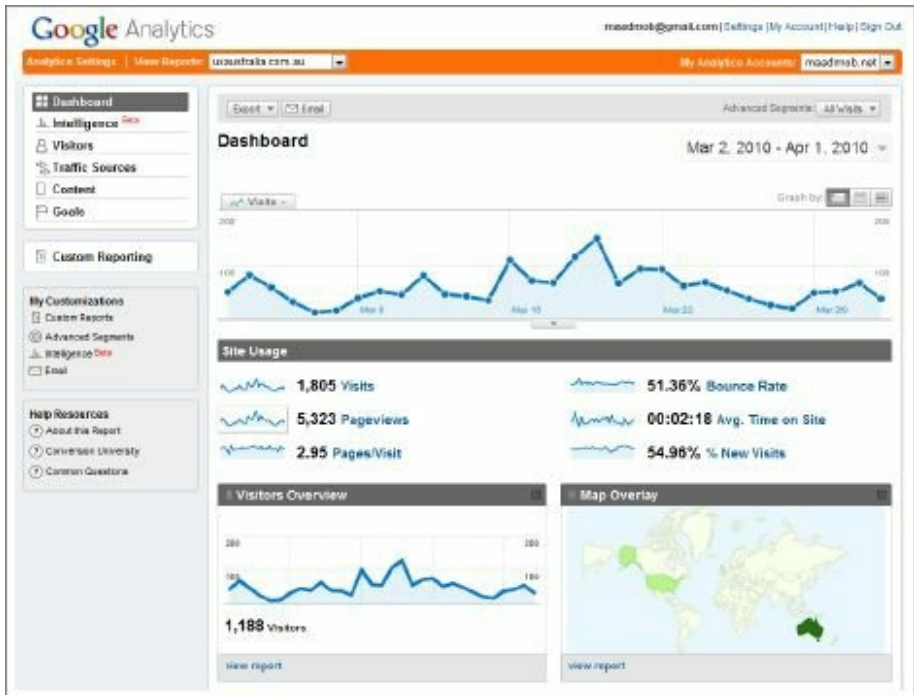 Google Analytics
maadmob@gmail.com | Settings | My Account | Help | Sign Out
Analytics Settings | View Reports: uxaustralia.com.au
My Analytics Accounts: maadmob.net
Dashboard
Intelligence Beta
Visitors
Traffic Sources
Content
Goals
Custom Reporting
My Customizations
Custom Reports
Advanced Segments
Intelligence Beta
Email
Help Resources
About this Report
Conversion University
Common Questions
Export
Email
Advanced Segments: All Visits
Dashboard
Mar 2, 2010 - Apr 1, 2010
Visits
Graph by:
200
200
100
100
Mar 8
Mar 15
Mar 22
Mar 29
Site Usage
1,805 Visits
5,323 Pageviews
2.95 Pages/Visit
51.36% Bounce Rate
00:02:18 Avg. Time on Site
54.96% % New Visits
Visitors Overview
200
200
100
100
1,188 Visitors
view report
Map Overlay
view report